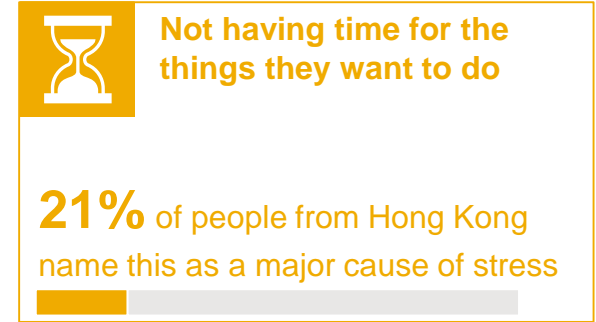 Not having time for the
things they want to do
21% of people from Hong Kong
name this as a major cause of stress